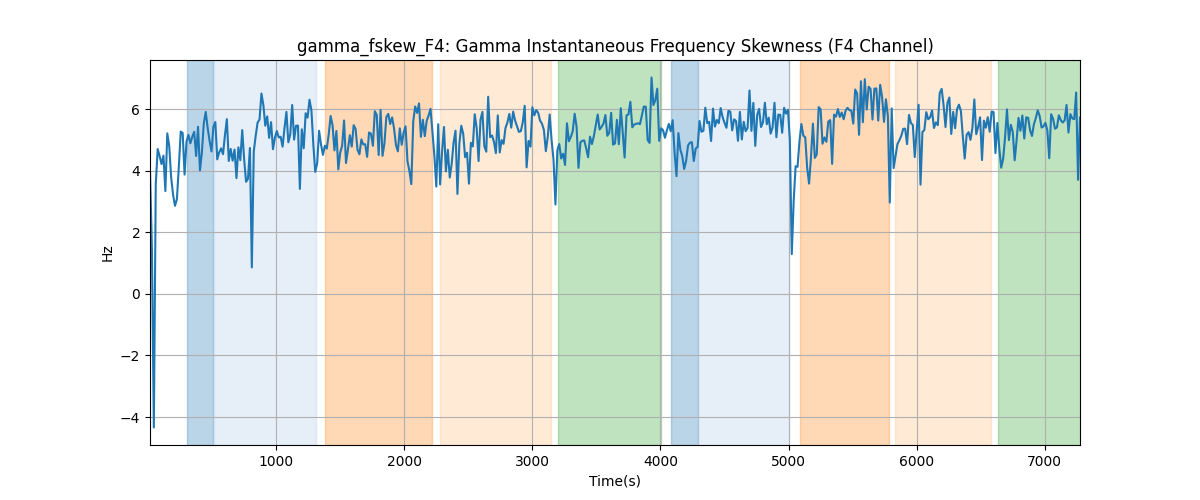 gamma_fskew_F4: Gamma Instantaneous Frequency Skewness (F4 Channel)
6
4
2
0
−2
−4
Hz
1000 2000 3000 4000 5000 6000 7000
Time(s)